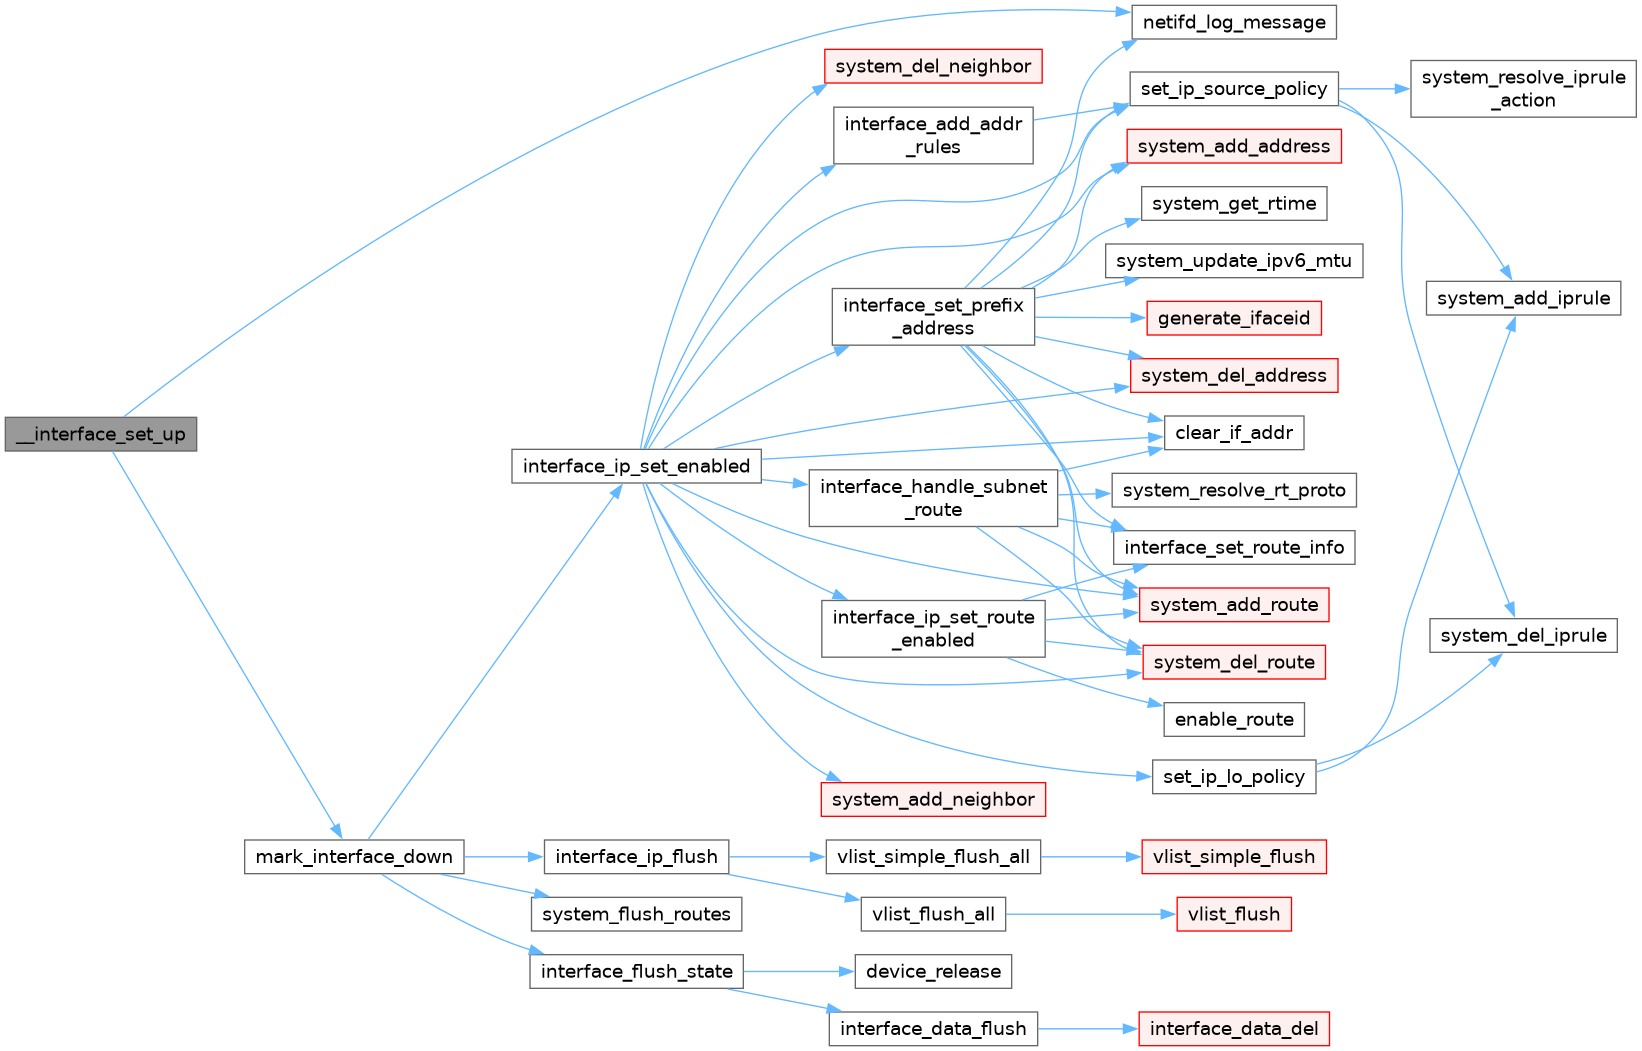 __interface_set_up
netifd_log_message
mark_interface_down
interface_ip_set_enabled
system_del_neighbor
interface_add_addr
_rules
set_ip_source_policy
system_resolve_iprule
_action
system_add_address
system_get_rtime
system_update_ipv6_mtu
interface_set_prefix
_address
system_add_iprule
generate_ifaceid
system_del_address
clear_if_addr
interface_handle_subnet
_route
system_resolve_rt_proto
interface_set_route_info
system_add_route
interface_ip_set_route
_enabled
system_del_iprule
system_del_route
enable_route
set_ip_lo_policy
system_add_neighbor
interface_ip_flush
vlist_simple_flush_all
vlist_simple_flush
system_flush_routes
vlist_flush_all
vlist_flush
interface_flush_state
device_release
interface_data_flush
interface_data_del